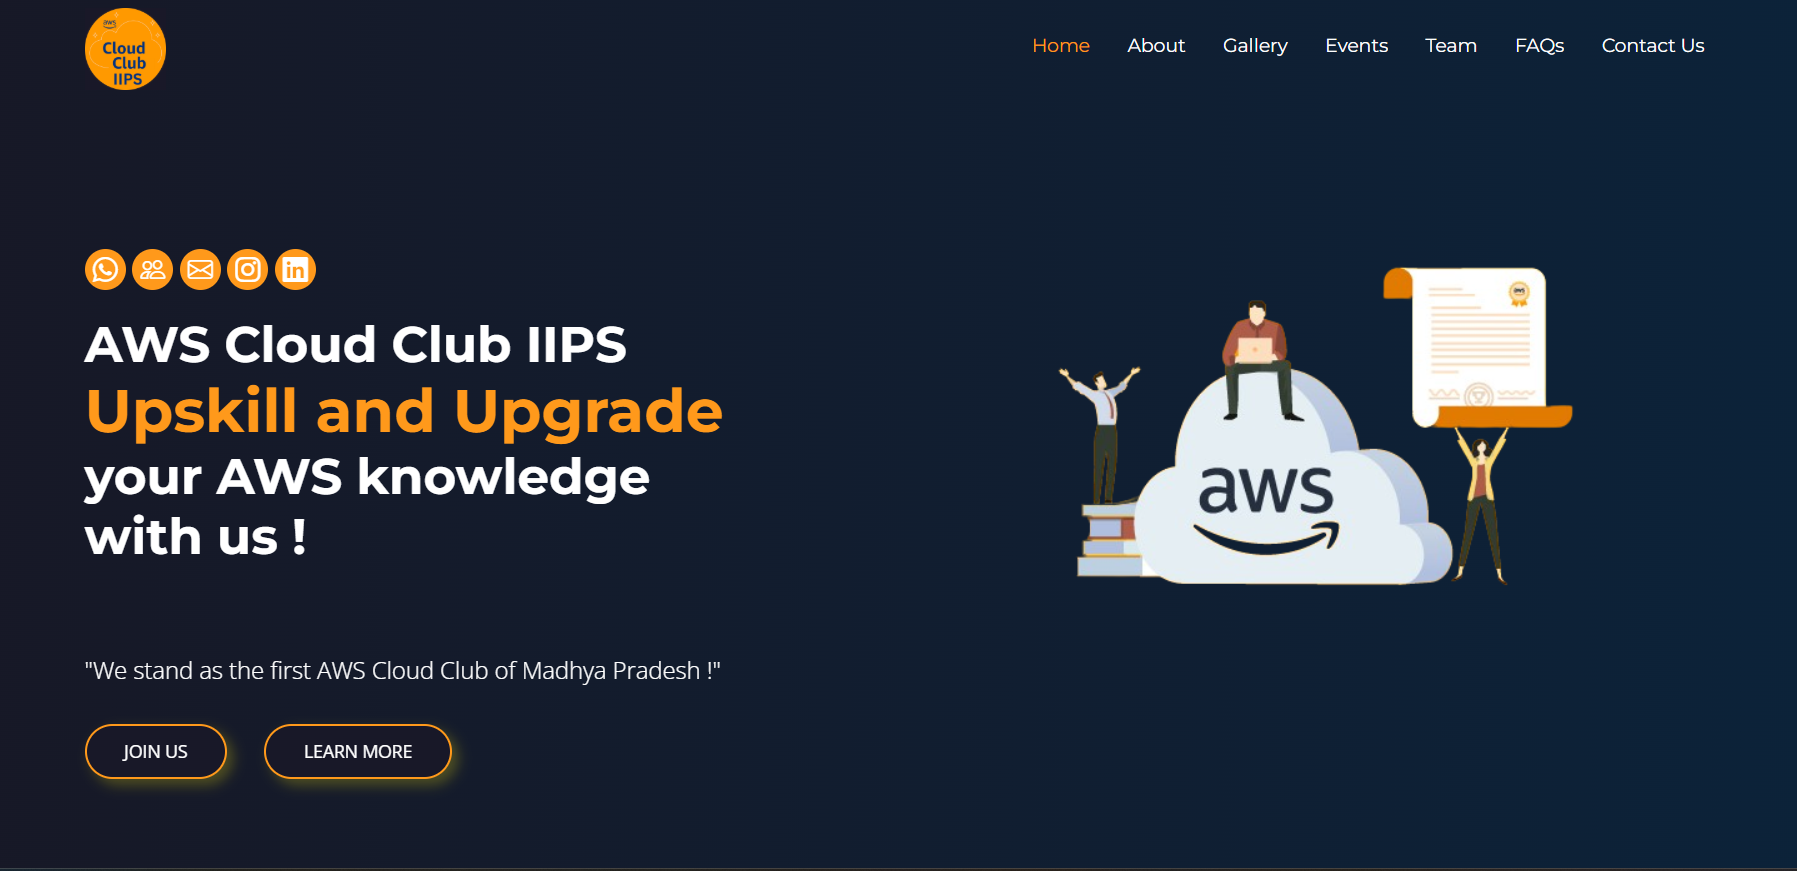 aws
Cloud
Club
IIPS
Home About Gallery Events Team FAQs Contact Us
in
AWS Cloud Club IIPS
Upskill and Upgrade
your AWS knowledge
with us !
"We stand as the first AWS Cloud Club of Madhya Pradesh !"
JOIN US LEARN MORE
aws
aws